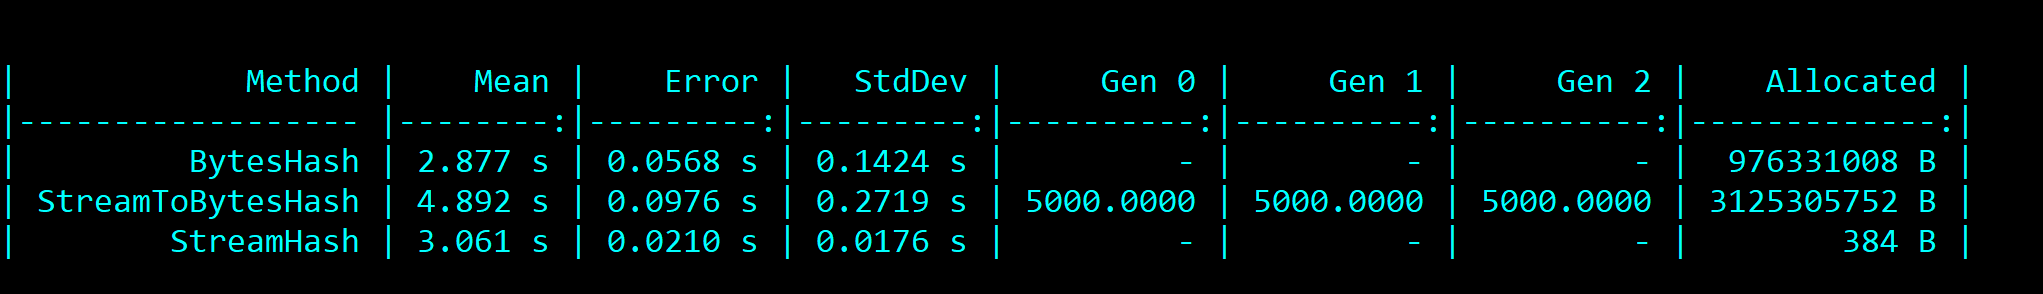 |            Method |    Mean |    Error |   StdDev |     Gen 0 |     Gen 1 |     Gen 2 |    Allocated |
|------------------ |--------:|---------:|---------:|----------:|----------:|----------:|-------------:|
|         BytesHash | 2.877 s | 0.0568 s | 0.1424 s |         - |         - |         - |  976331008 B |
| StreamToBytesHash | 4.892 s | 0.0976 s | 0.2719 s | 5000.0000 | 5000.0000 | 5000.0000 | 3125305752 B |
|        StreamHash | 3.061 s | 0.0210 s | 0.0176 s |         - |         - |         - |        384 B |